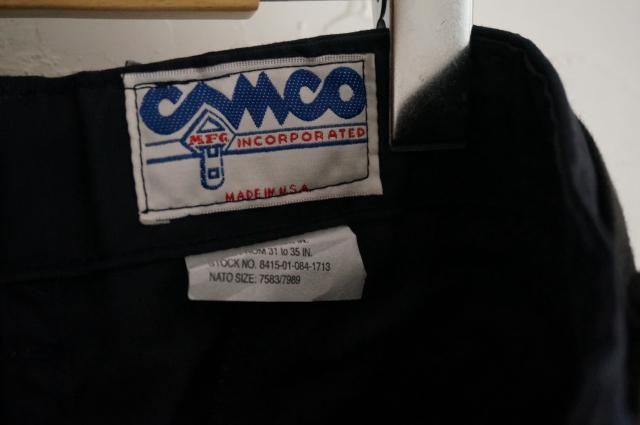 CAMCO
MFG INCORPORATED
MADE IN U.S.A.
FROM 31 to 35 IN.
STOCK NO. 8415-01-084-1713
NATO SIZE: 7583/7989